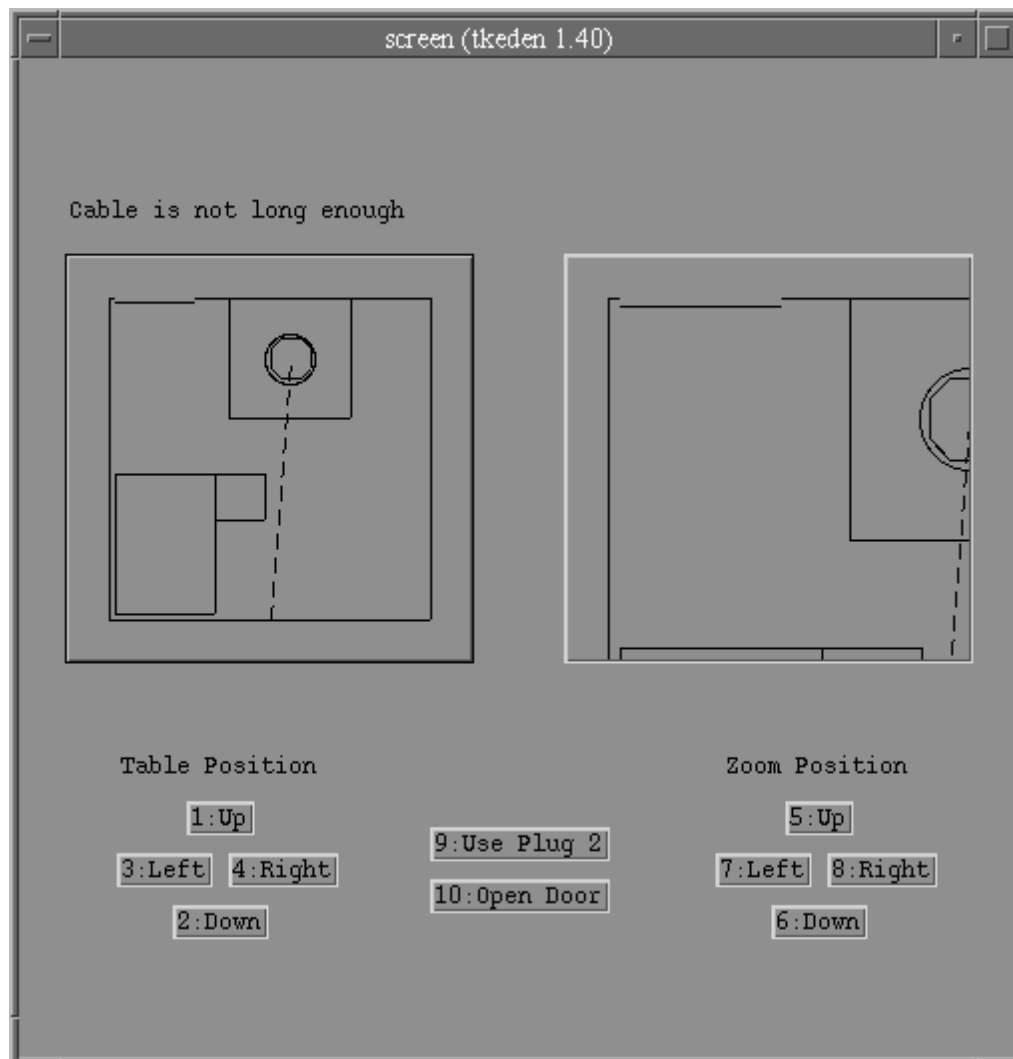 screen (tkeden 1.40)
Cable is not long enough
Table Position
Zoom Position
1:Up
5:Up
9:Use Plug 2
3:Left 4:Right
7:Left 8:Right
10:Open Door
2:Down
6:Down